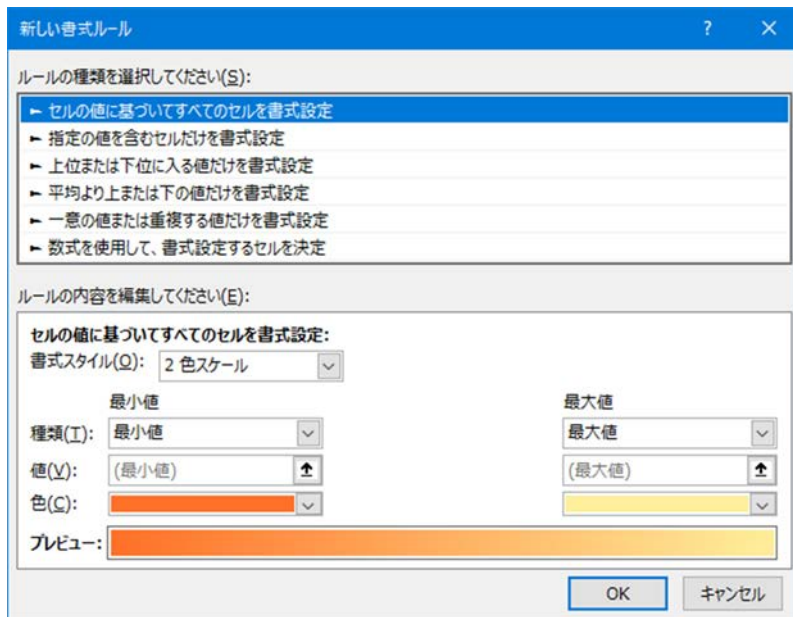 新しい書式ルール ? ×
ルールの種類を選択してください(S):
► セルの値に基づいてすべてのセルを書式設定
► 指定の値を含むセルだけを書式設定
► 上位または下位に入る値だけを書式設定
► 平均より上または下の値だけを書式設定
► 一意の値または重複する値だけを書式設定
► 数式を使用して、書式設定するセルを決定
ルールの内容を編集してください(E):
セルの値に基づいてすべてのセルを書式設定:
書式スタイル(O): 2 色スケール
最小値 最大値
種類(T): 最小値 最大値
値(V): (最小値) (最大値)
色(C):
プレビュー:
OK キャンセル